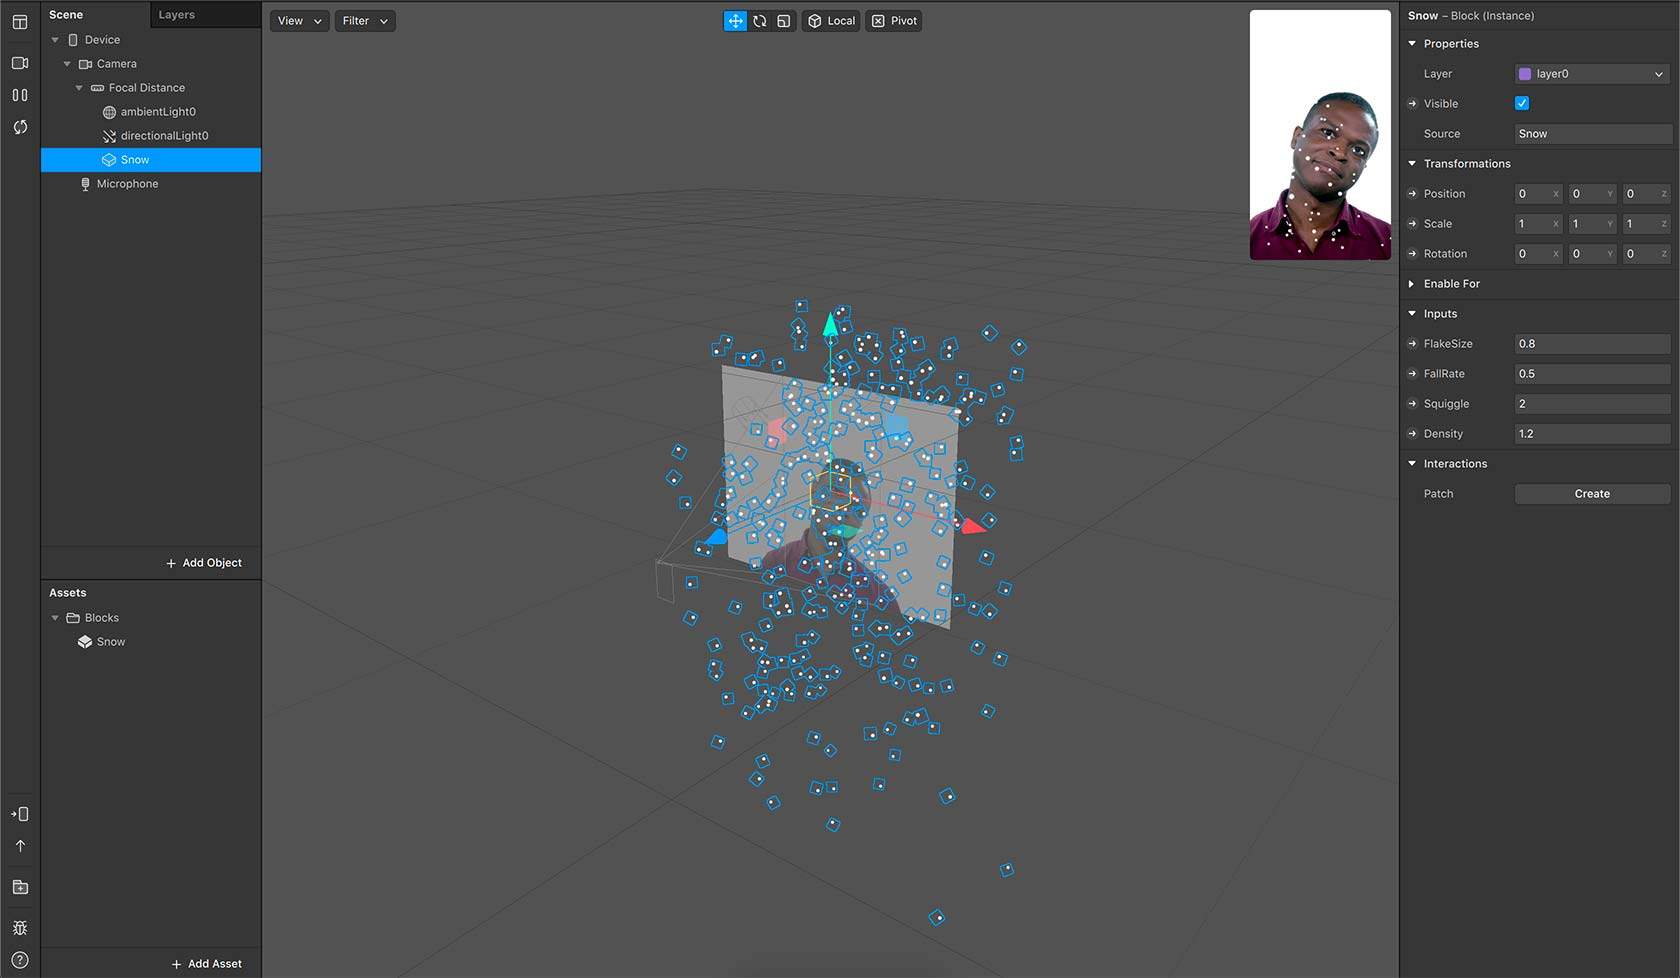 Scene
Layers
Device
Camera
Focal Distance
ambientLight0
directionalLight0
Snow
Microphone
+ Add Object
Assets
Blocks
Snow
+ Add Asset
View
Filter
Local
Pivot
Snow – Block (Instance)
Properties
Layer layer0
Visible
Source Snow
Transformations
Position 0 X 0 Y 0 Z
Scale 1 X 1 Y 1 Z
Rotation 0 X 0 Y 0 Z
Enable For
Inputs
FlakeSize 0.8
FallRate 0.5
Squiggle 2
Density 1.2
Interactions
Patch Create